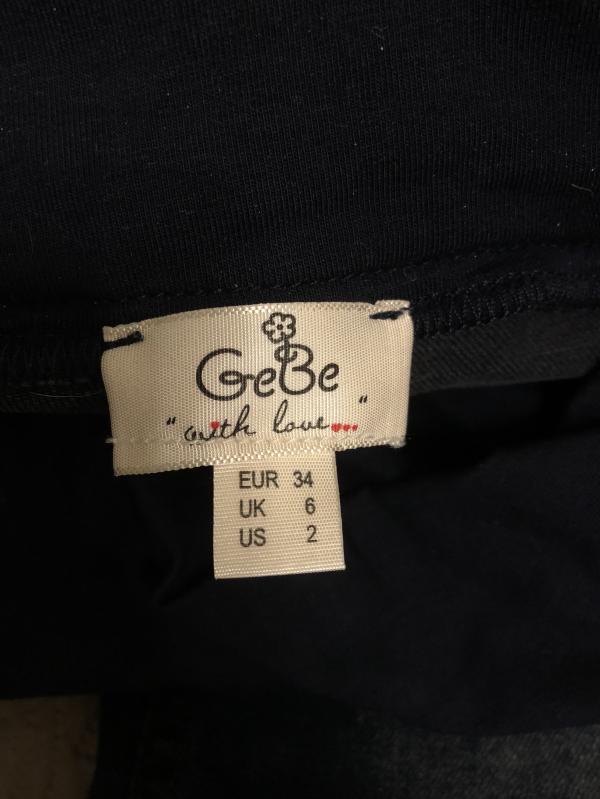 GeBe
"with love..."
EUR 34
UK 6
US 2